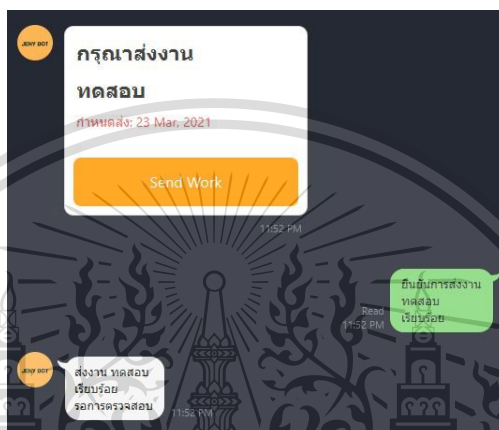 JENY BOT
กรุณาส่งงาน
ทดสอบ
กำหนดส่ง: 23 Mar, 2021
Send Work
11:52 PM
ยืนยันการส่งงาน
ทดสอบ
เรียบร้อย
Read
11:52 PM
JENY BOT
ส่งงาน ทดสอบ
เรียบร้อย
รอการตรวจสอบ
11:52 PM